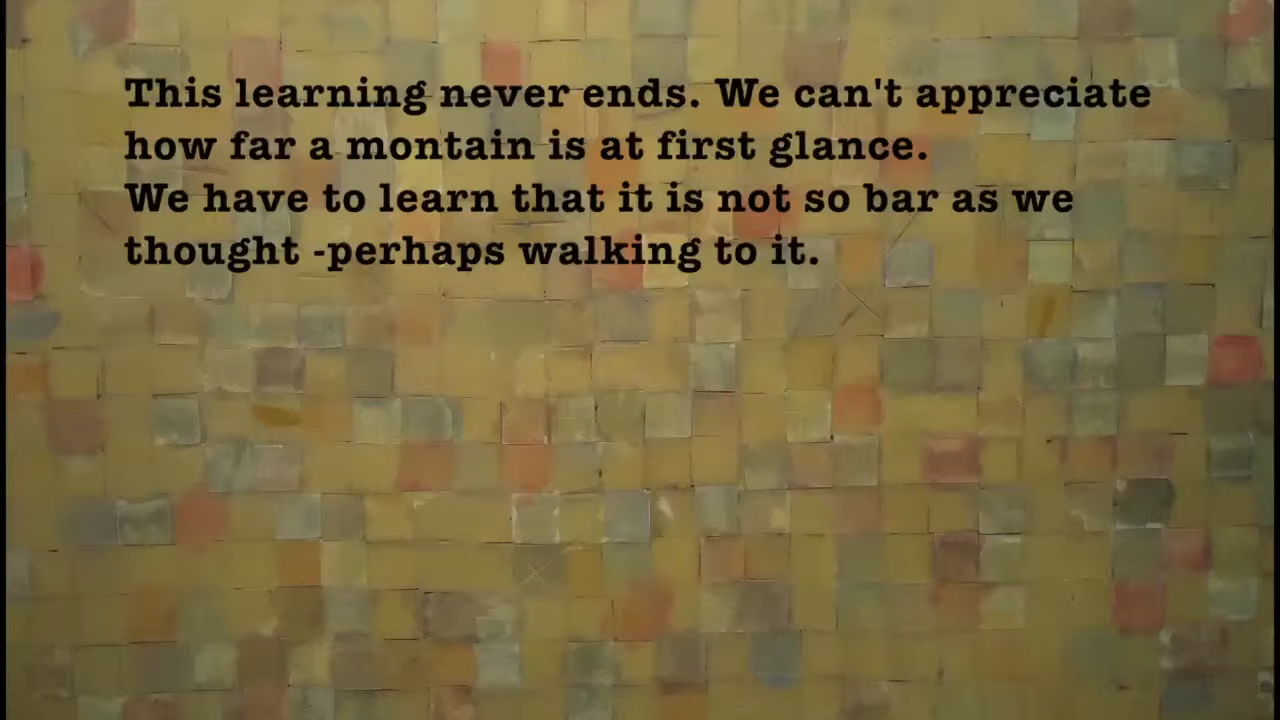 This learning never ends. We can't appreciate
how far a montain is at first glance.
We have to learn that it is not so bar as we
thought -perhaps walking to it.